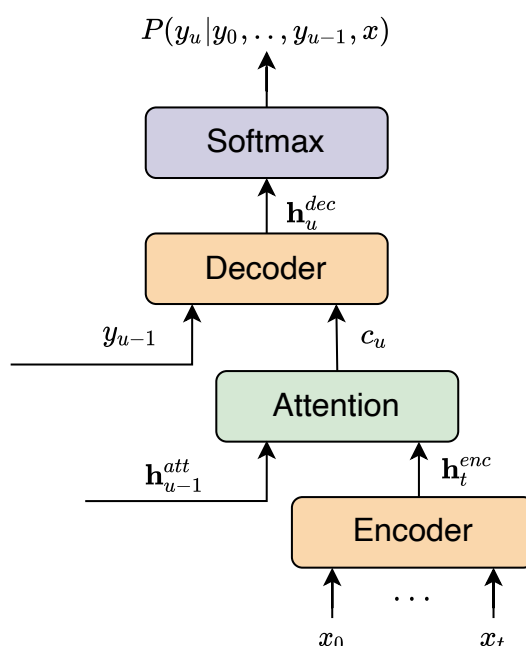 P(y_u|y_0, . . , y_{u-1}, x)
Softmax
h_u^{dec}
Decoder
y_{u-1}
c_u
Attention
h_{u-1}^{att}
h_t^{enc}
Encoder
. . .
x_0
x_t